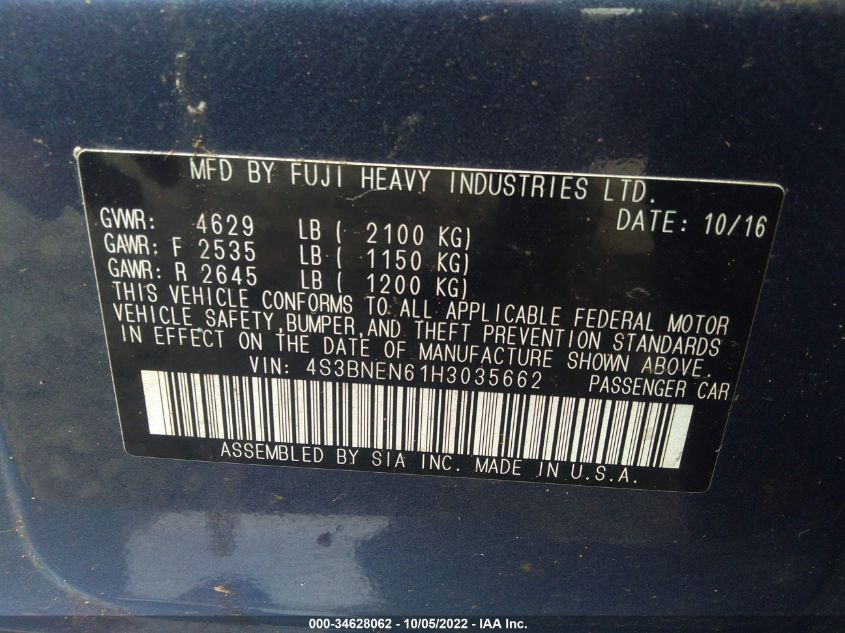 MFD BY FUJI HEAVY INDUSTRIES LTD.
DATE: 10/16
GVWR: 4629 LB ( 2100 KG)
GAWR: F 2535 LB ( 1150 KG)
GAWR: R 2645 LB ( 1200 KG)
THIS VEHICLE CONFORMS TO ALL APPLICABLE FEDERAL MOTOR
VEHICLE SAFETY,BUMPER,AND THEFT PREVENTION STANDARDS
IN EFFECT ON THE DATE OF MANUFACTURE SHOWN ABOVE.
VIN: 4S3BNEN61H3035662 PASSENGER CAR
ASSEMBLED BY SIA INC. MADE IN U.S.A.
000-34628062 - 10/05/2022 - IAA Inc.